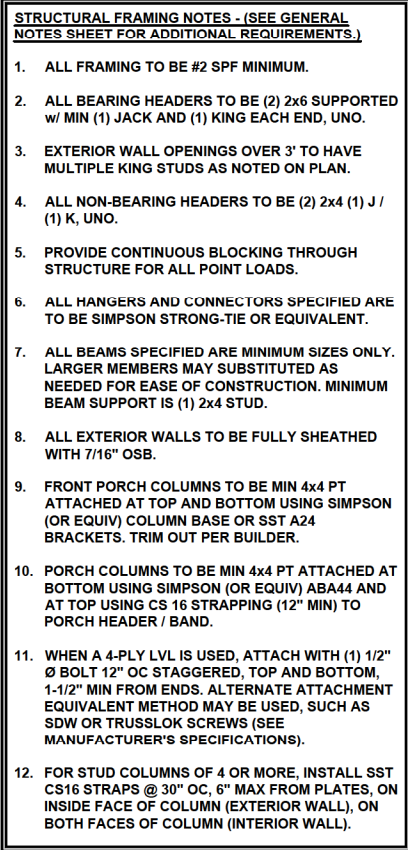 STRUCTURAL FRAMING NOTES - (SEE GENERAL
NOTES SHEET FOR ADDITIONAL REQUIREMENTS.)
1. ALL FRAMING TO BE #2 SPF MINIMUM.
2. ALL BEARING HEADERS TO BE (2) 2x6 SUPPORTED
w/ MIN (1) JACK AND (1) KING EACH END, UNO.
3. EXTERIOR WALL OPENINGS OVER 3' TO HAVE
MULTIPLE KING STUDS AS NOTED ON PLAN.
4. ALL NON-BEARING HEADERS TO BE (2) 2x4 (1) J /
(1) K, UNO.
5. PROVIDE CONTINUOUS BLOCKING THROUGH
STRUCTURE FOR ALL POINT LOADS.
6. ALL HANGERS AND CONNECTORS SPECIFIED ARE
TO BE SIMPSON STRONG-TIE OR EQUIVALENT.
7. ALL BEAMS SPECIFIED ARE MINIMUM SIZES ONLY.
LARGER MEMBERS MAY SUBSTITUTED AS
NEEDED FOR EASE OF CONSTRUCTION. MINIMUM
BEAM SUPPORT IS (1) 2x4 STUD.
8. ALL EXTERIOR WALLS TO BE FULLY SHEATHED
WITH 7/16" OSB.
9. FRONT PORCH COLUMNS TO BE MIN 4x4 PT
ATTACHED AT TOP AND BOTTOM USING SIMPSON
(OR EQUIV) COLUMN BASE OR SST A24
BRACKETS. TRIM OUT PER BUILDER.
10. PORCH COLUMNS TO BE MIN 4x4 PT ATTACHED AT
BOTTOM USING SIMPSON (OR EQUIV) ABA44 AND
AT TOP USING CS 16 STRAPPING (12" MIN) TO
PORCH HEADER / BAND.
11. WHEN A 4-PLY LVL IS USED, ATTACH WITH (1) 1/2"
Ø BOLT 12" OC STAGGERED, TOP AND BOTTOM,
1-1/2" MIN FROM ENDS. ALTERNATE ATTACHMENT
EQUIVALENT METHOD MAY BE USED, SUCH AS
SDW OR TRUSSLOK SCREWS (SEE
MANUFACTURER'S SPECIFICATIONS).
12. FOR STUD COLUMNS OF 4 OR MORE, INSTALL SST
CS16 STRAPS @ 30" OC, 6" MAX FROM PLATES, ON
INSIDE FACE OF COLUMN (EXTERIOR WALL), ON
BOTH FACES OF COLUMN (INTERIOR WALL).